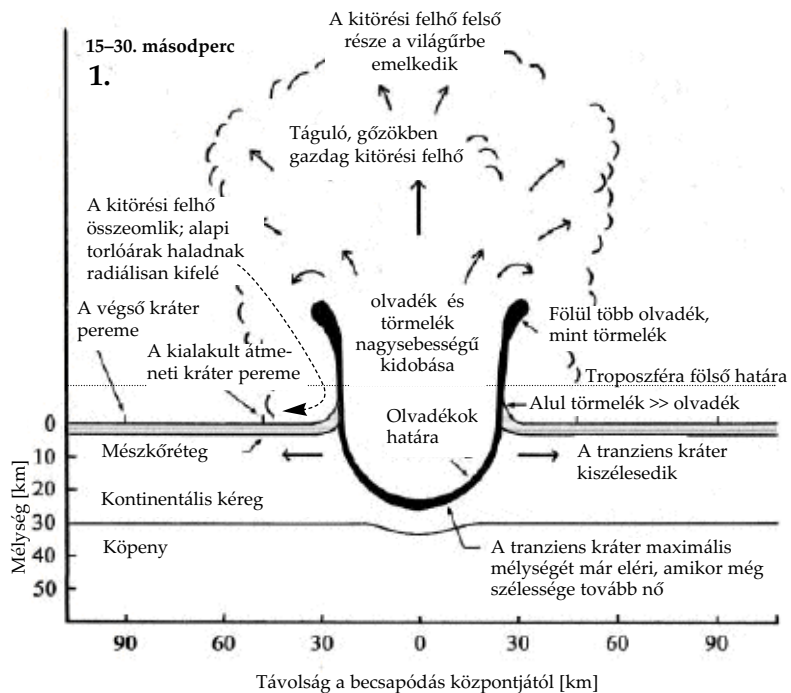 15–30. másodperc
1.
A kitörési felhő felső
része a világűrbe
emelkedik
Táguló, gőzökben
gazdag kitörési felhő
A kitörési felhő
összeomlik; alapi
torlóárak haladnak
radiálisan kifelé
A végső kráter
pereme
A kialakult átme-
neti kráter pereme
olvadék és
törmelék
nagysebességű
kidobása
Fölül több olvadék,
mint törmelék
Troposzféra fölső határa
Alul törmelék >> olvadék
Olvadékok
határa
Mészkőréteg
A tranziens kráter
kiszélesedik
Kontinentális kéreg
Köpeny
A tranziens kráter maximális
mélységét már eléri, amikor még
szélessége tovább nő
Mélység [km]
0
10
20
30
40
50
90 60 30 0 30 60 90
Távolság a becsapódás központjától [km]